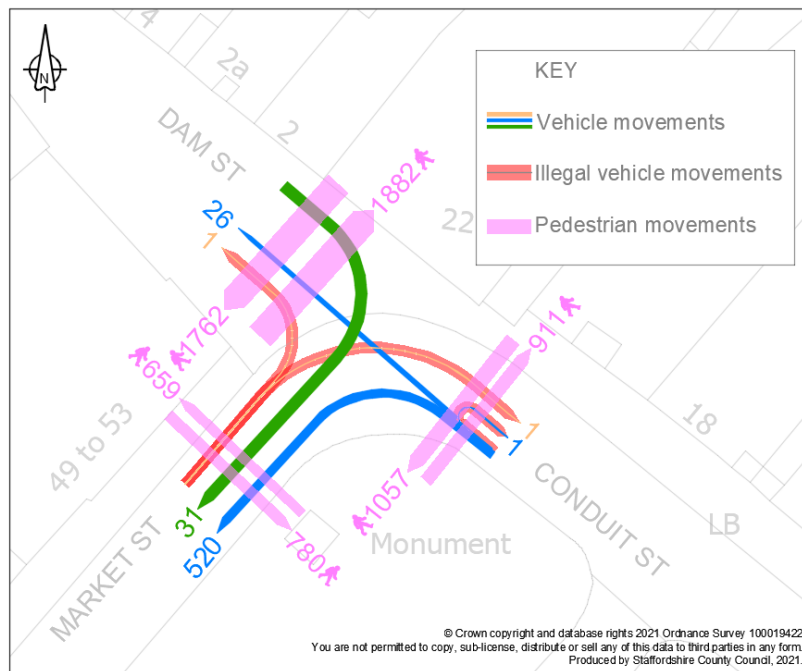 N
4
2a
2
DAM ST
KEY
Vehicle movements
Illegal vehicle movements
Pedestrian movements
1882
26
1
22
1762
911
659
49 to 53
18
1
1
1057
31
520
780
CONDUIT ST
LB
Monument
MARKET ST
© Crown copyright and database rights 2021 Ordnance Survey 100019422
You are not permitted to copy, sub-license, distribute or sell any of this data to third parties in any form.
Produced by Staffordshire County Council, 2021.